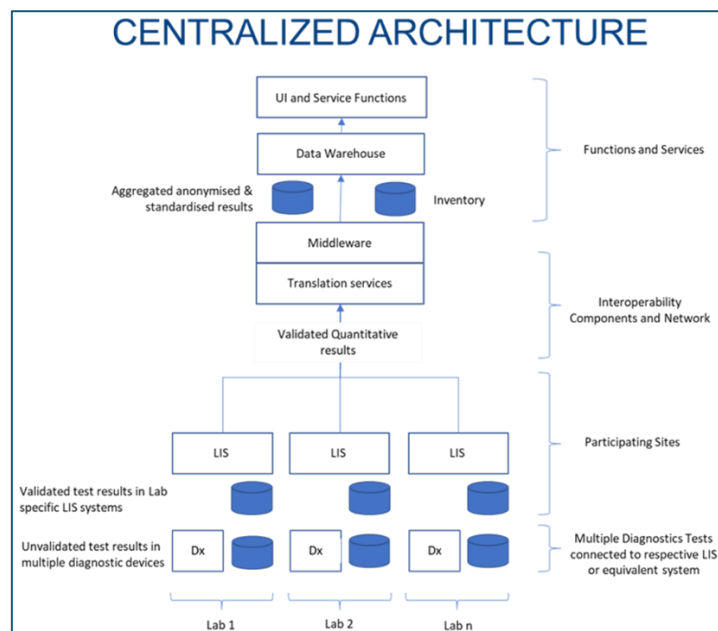 CENTRALIZED ARCHITECTURE
UI and Service Functions
Functions and Services
Data Warehouse
Aggregated anonymised &
standardised results
Inventory
Middleware
Translation services
Interoperability
Components and Network
Validated Quantitative
results
LIS
LIS
LIS
Participating Sites
Validated test results in Lab
specific LIS systems
Unvalidated test results in
multiple diagnostic devices
Dx
Dx
Dx
Multiple Diagnostics Tests
connected to respective LIS
or equivalent system
Lab 1
Lab 2
Lab n